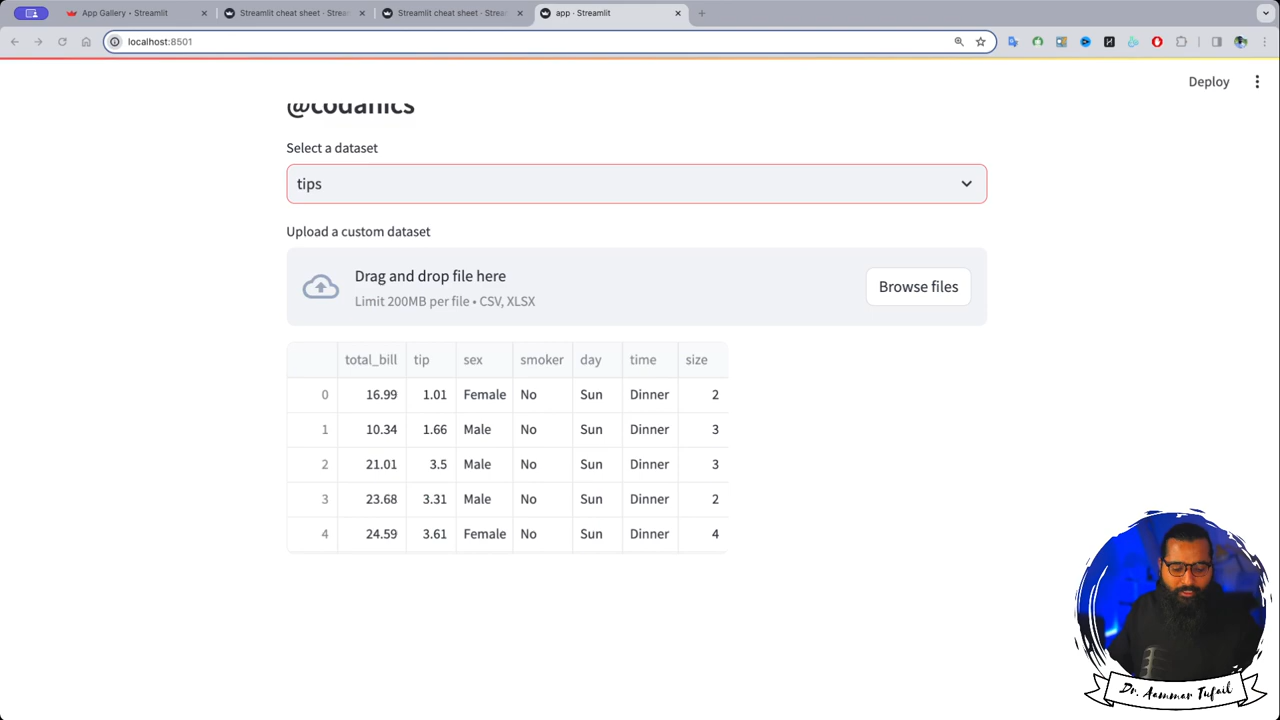 App Gallery • Streamlit
Streamlit cheat sheet - Stream
Streamlit cheat sheet - Stream
app · Streamlit
localhost:8501
Deploy
@codanics
Select a dataset
tips
Upload a custom dataset
Drag and drop file here
Limit 200MB per file • CSV, XLSX
Browse files
total_bill tip sex smoker day time size
0 16.99 1.01 Female No Sun Dinner 2
1 10.34 1.66 Male No Sun Dinner 3
2 21.01 3.5 Male No Sun Dinner 3
3 23.68 3.31 Male No Sun Dinner 2
4 24.59 3.61 Female No Sun Dinner 4
Dr. Aammar Tufail